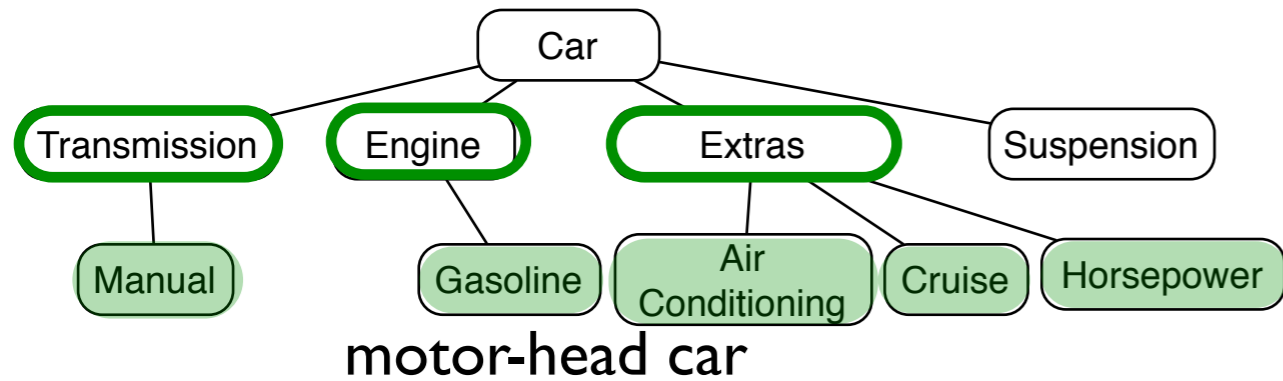 Car
Transmission
Engine
Extras
Suspension
Manual
Gasoline
Air
Conditioning
Cruise
Horsepower
motor-head car